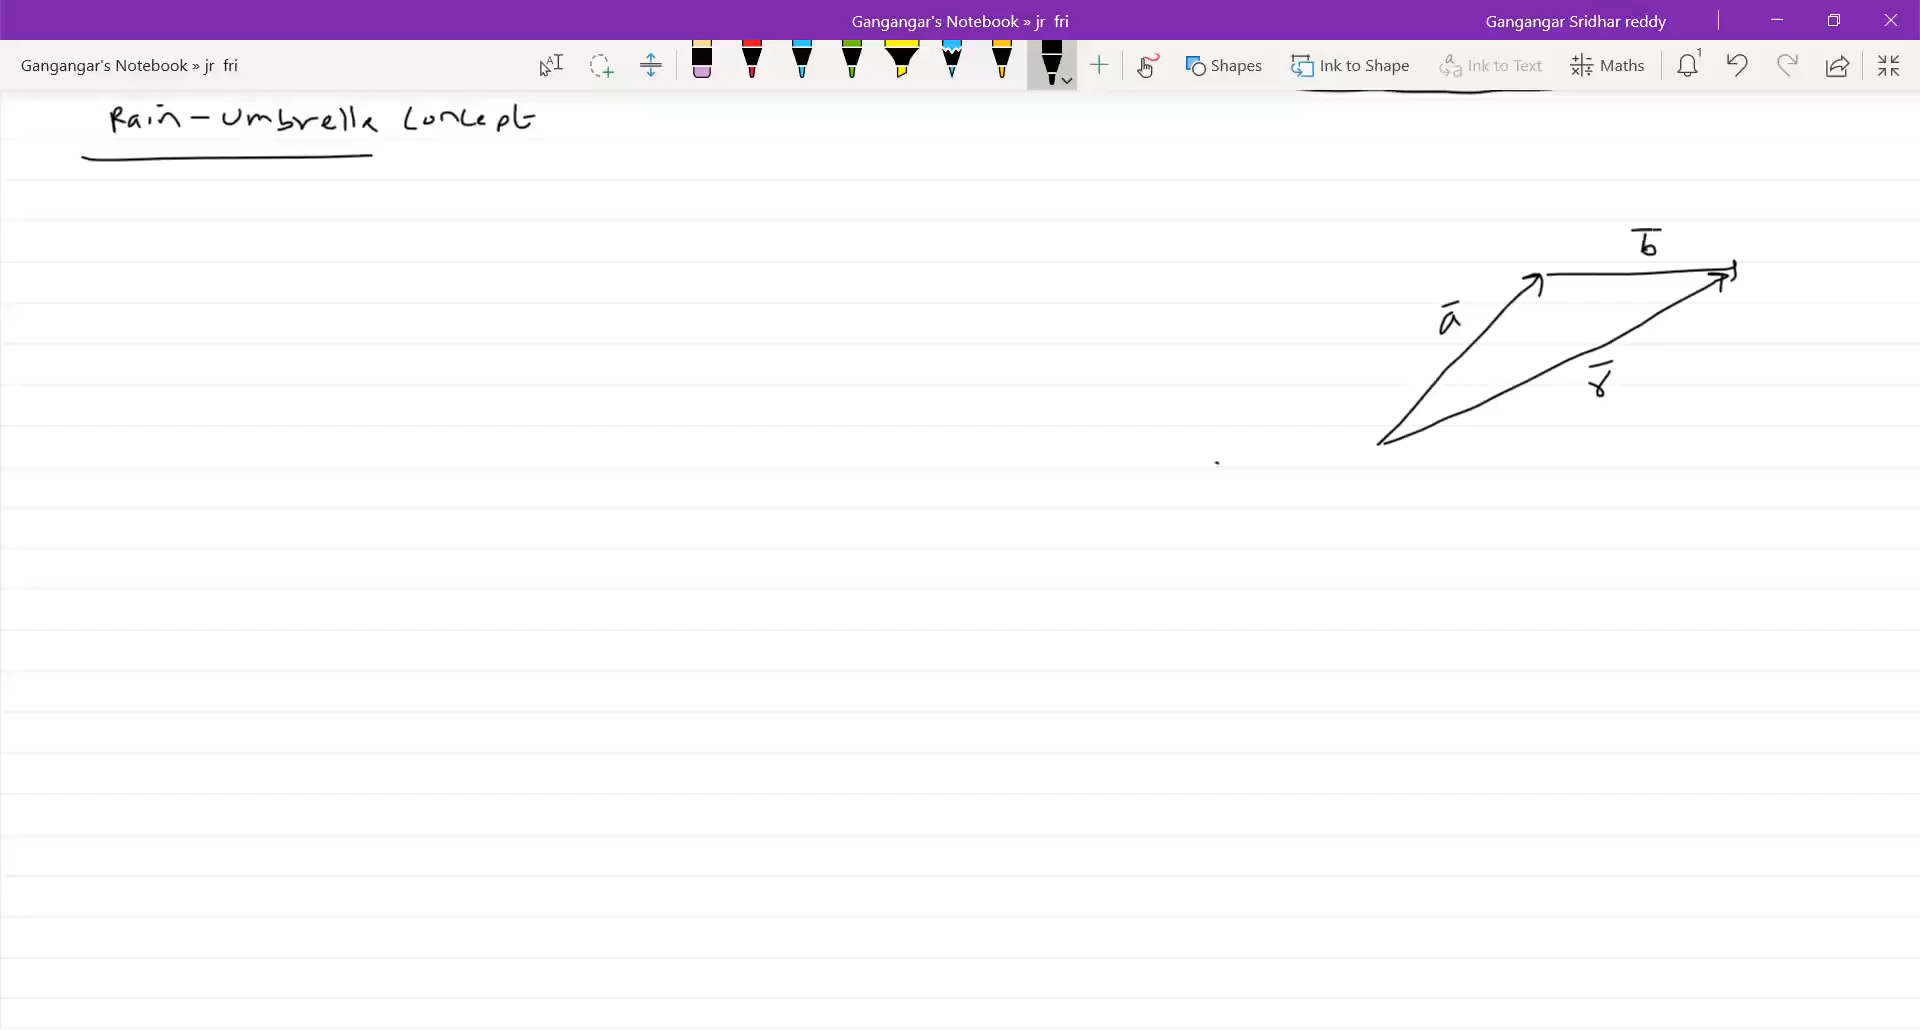 Gangangar's Notebook » jr fri
Gangangar Sridhar reddy
Gangangar's Notebook » jr fri
Shapes
Ink to Shape
Ink to Text
Maths
1
Rain - Umbrella Concept
b̅
a̅
r̅